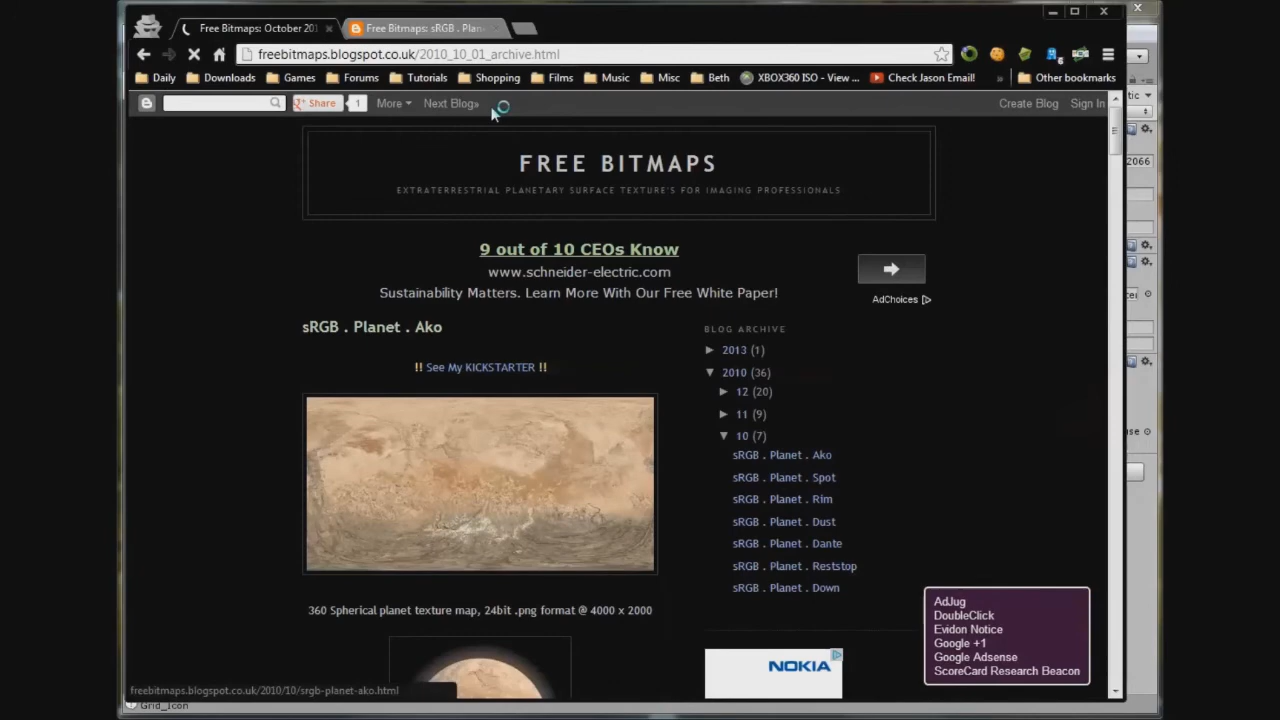 Free Bitmaps: October 201
Free Bitmaps: sRGB . Plan
freebitmaps.blogspot.co.uk/2010_10_01_archive.html
Daily
Downloads
Games
Forums
Tutorials
Shopping
Films
Music
Misc
Beth
XBOX360 ISO - View ...
Check Jason Email!
»
Other bookmarks
Share
1
More
Next Blog»
Create Blog
Sign In
FREE BITMAPS
EXTRATERRESTRIAL PLANETARY SURFACE TEXTURE'S FOR IMAGING PROFESSIONALS
9 out of 10 CEOs Know
www.schneider-electric.com
Sustainability Matters. Learn More With Our Free White Paper!
AdChoices
sRGB . Planet . Ako
!! See My KICKSTARTER !!
360 Spherical planet texture map, 24bit .png format @ 4000 x 2000
BLOG ARCHIVE
► 2013 (1)
▼ 2010 (36)
► 12 (20)
► 11 (9)
▼ 10 (7)
sRGB . Planet . Ako
sRGB . Planet . Spot
sRGB . Planet . Rim
sRGB . Planet . Dust
sRGB . Planet . Dante
sRGB . Planet . Reststop
sRGB . Planet . Down
NOKIA
AdJug
DoubleClick
Evidon Notice
Google +1
Google Adsense
ScoreCard Research Beacon
freebitmaps.blogspot.co.uk/2010/10/srgb-planet-ako.html
Grid_Icon
2066